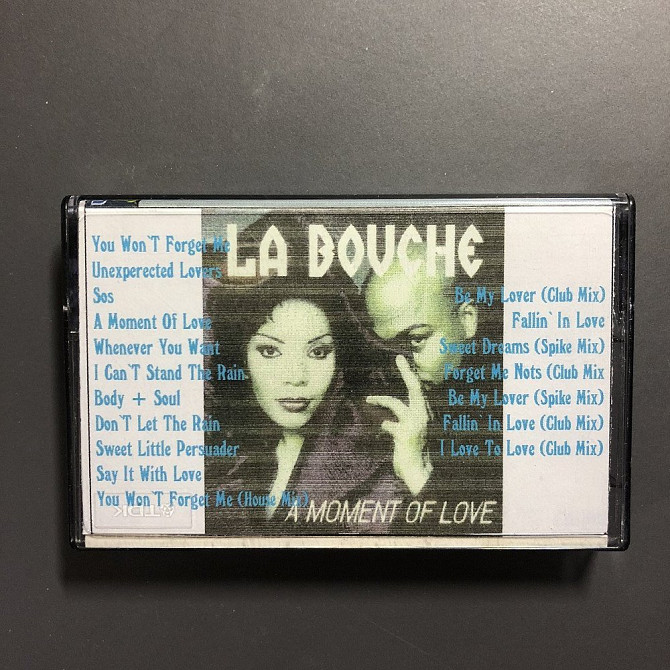 LA BOUCHE
You Won`T Forget Me
Unexperected Lovers
Sos
A Moment Of Love
Whenever You Want
I Can`T Stand The Rain
Body + Soul
Don`T Let The Rain
Sweet Little Persuader
Say It With Love
You Won`T Forget Me (House Mix)
Be My Lover (Club Mix)
Fallin` In Love
Sweet Dreams (Spike Mix)
Forget Me Nots (Club Mix
Be My Lover (Spike Mix)
Fallin` In Love (Club Mix)
I Love To Love (Club Mix)
A MOMENT OF LOVE
TDK